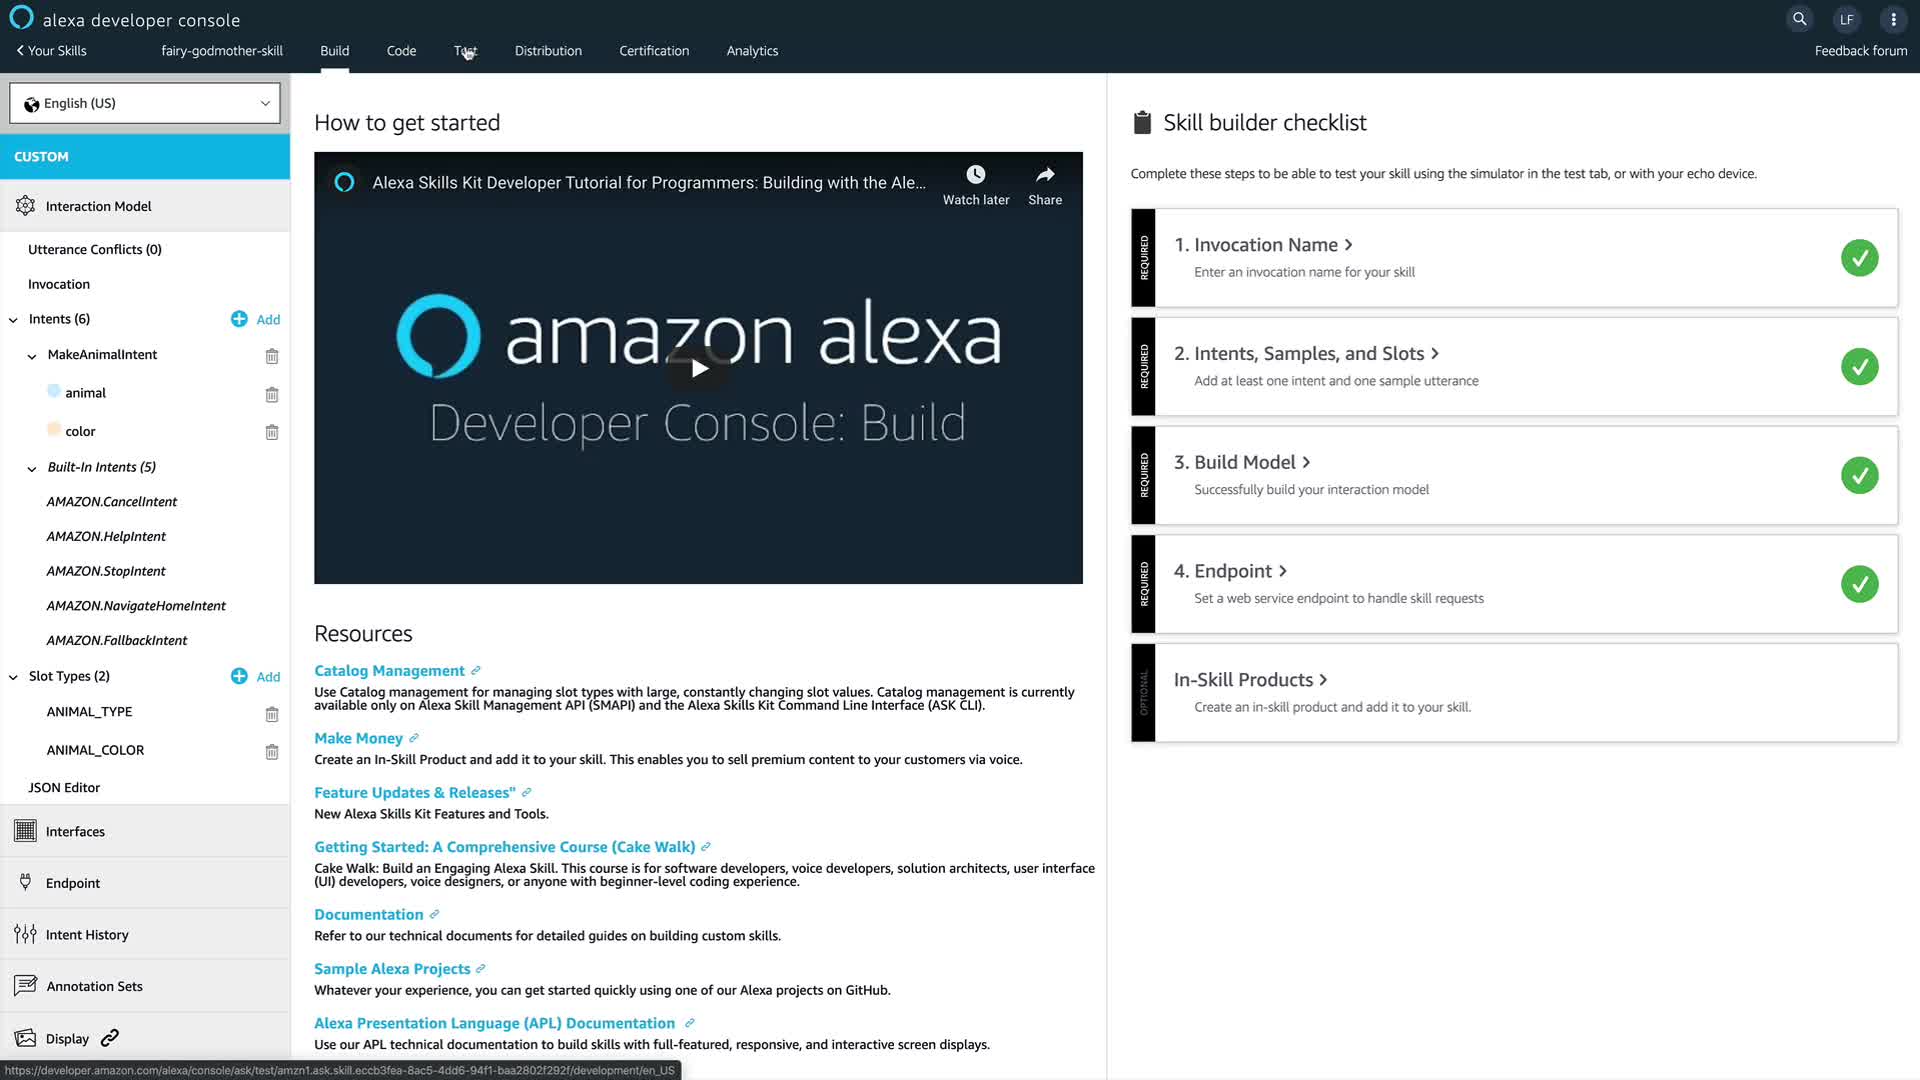 alexa developer console
LF
Your Skills
fairy-godmother-skill
Build
Code
Test
Distribution
Certification
Analytics
Feedback forum
English (US)
CUSTOM
Interaction Model
Utterance Conflicts (0)
Invocation
Intents (6)
Add
MakeAnimalIntent
animal
color
Built-In Intents (5)
AMAZON.CancelIntent
AMAZON.HelpIntent
AMAZON.StopIntent
AMAZON.NavigateHomeIntent
AMAZON.FallbackIntent
Slot Types (2)
Add
ANIMAL_TYPE
ANIMAL_COLOR
JSON Editor
Interfaces
Endpoint
Intent History
Annotation Sets
Display
How to get started
Alexa Skills Kit Developer Tutorial for Programmers: Building with the Ale...
Watch later
Share
amazon alexa
Developer Console: Build
Resources
Catalog Management
Use Catalog management for managing slot types with large, constantly changing slot values. Catalog management is currently
available only on Alexa Skill Management API (SMAPI) and the Alexa Skills Kit Command Line Interface (ASK CLI).
Make Money
Create an In-Skill Product and add it to your skill. This enables you to sell premium content to your customers via voice.
Feature Updates & Releases"
New Alexa Skills Kit Features and Tools.
Getting Started: A Comprehensive Course (Cake Walk)
Cake Walk: Build an Engaging Alexa Skill. This course is for software developers, voice developers, solution architects, user interface
(UI) developers, voice designers, or anyone with beginner-level coding experience.
Documentation
Refer to our technical documents for detailed guides on building custom skills.
Sample Alexa Projects
Whatever your experience, you can get started quickly using one of our Alexa projects on GitHub.
Alexa Presentation Language (APL) Documentation
Use our APL technical documentation to build skills with full-featured, responsive, and interactive screen displays.
Skill builder checklist
Complete these steps to be able to test your skill using the simulator in the test tab, or with your echo device.
REQUIRED
1. Invocation Name
Enter an invocation name for your skill
REQUIRED
2. Intents, Samples, and Slots
Add at least one intent and one sample utterance
REQUIRED
3. Build Model
Successfully build your interaction model
REQUIRED
4. Endpoint
Set a web service endpoint to handle skill requests
OPTIONAL
In-Skill Products
Create an in-skill product and add it to your skill.
https://developer.amazon.com/alexa/console/ask/test/amzn1.ask.skill.eccb3fea-8ac5-4dd6-94f1-baa2802f292f/development/en_US